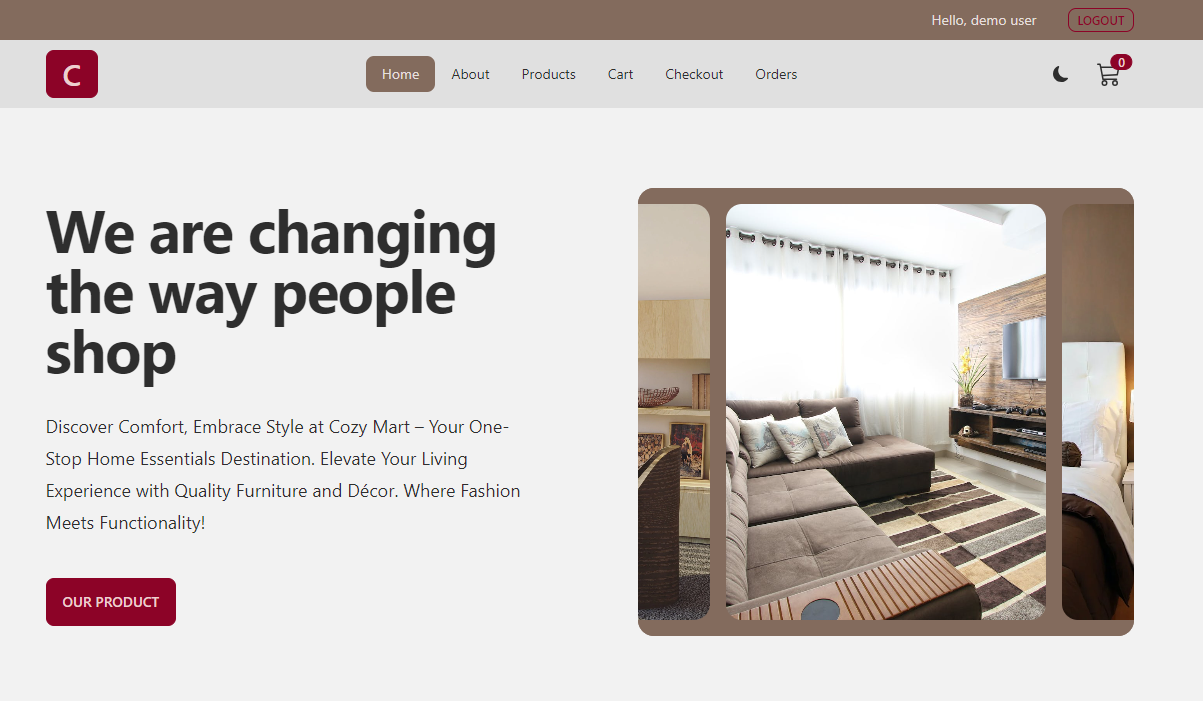 Hello, demo user LOGOUT
C Home About Products Cart Checkout Orders 0
We are changing
the way people
shop
Discover Comfort, Embrace Style at Cozy Mart – Your One-
Stop Home Essentials Destination. Elevate Your Living
Experience with Quality Furniture and Décor. Where Fashion
Meets Functionality!
OUR PRODUCT